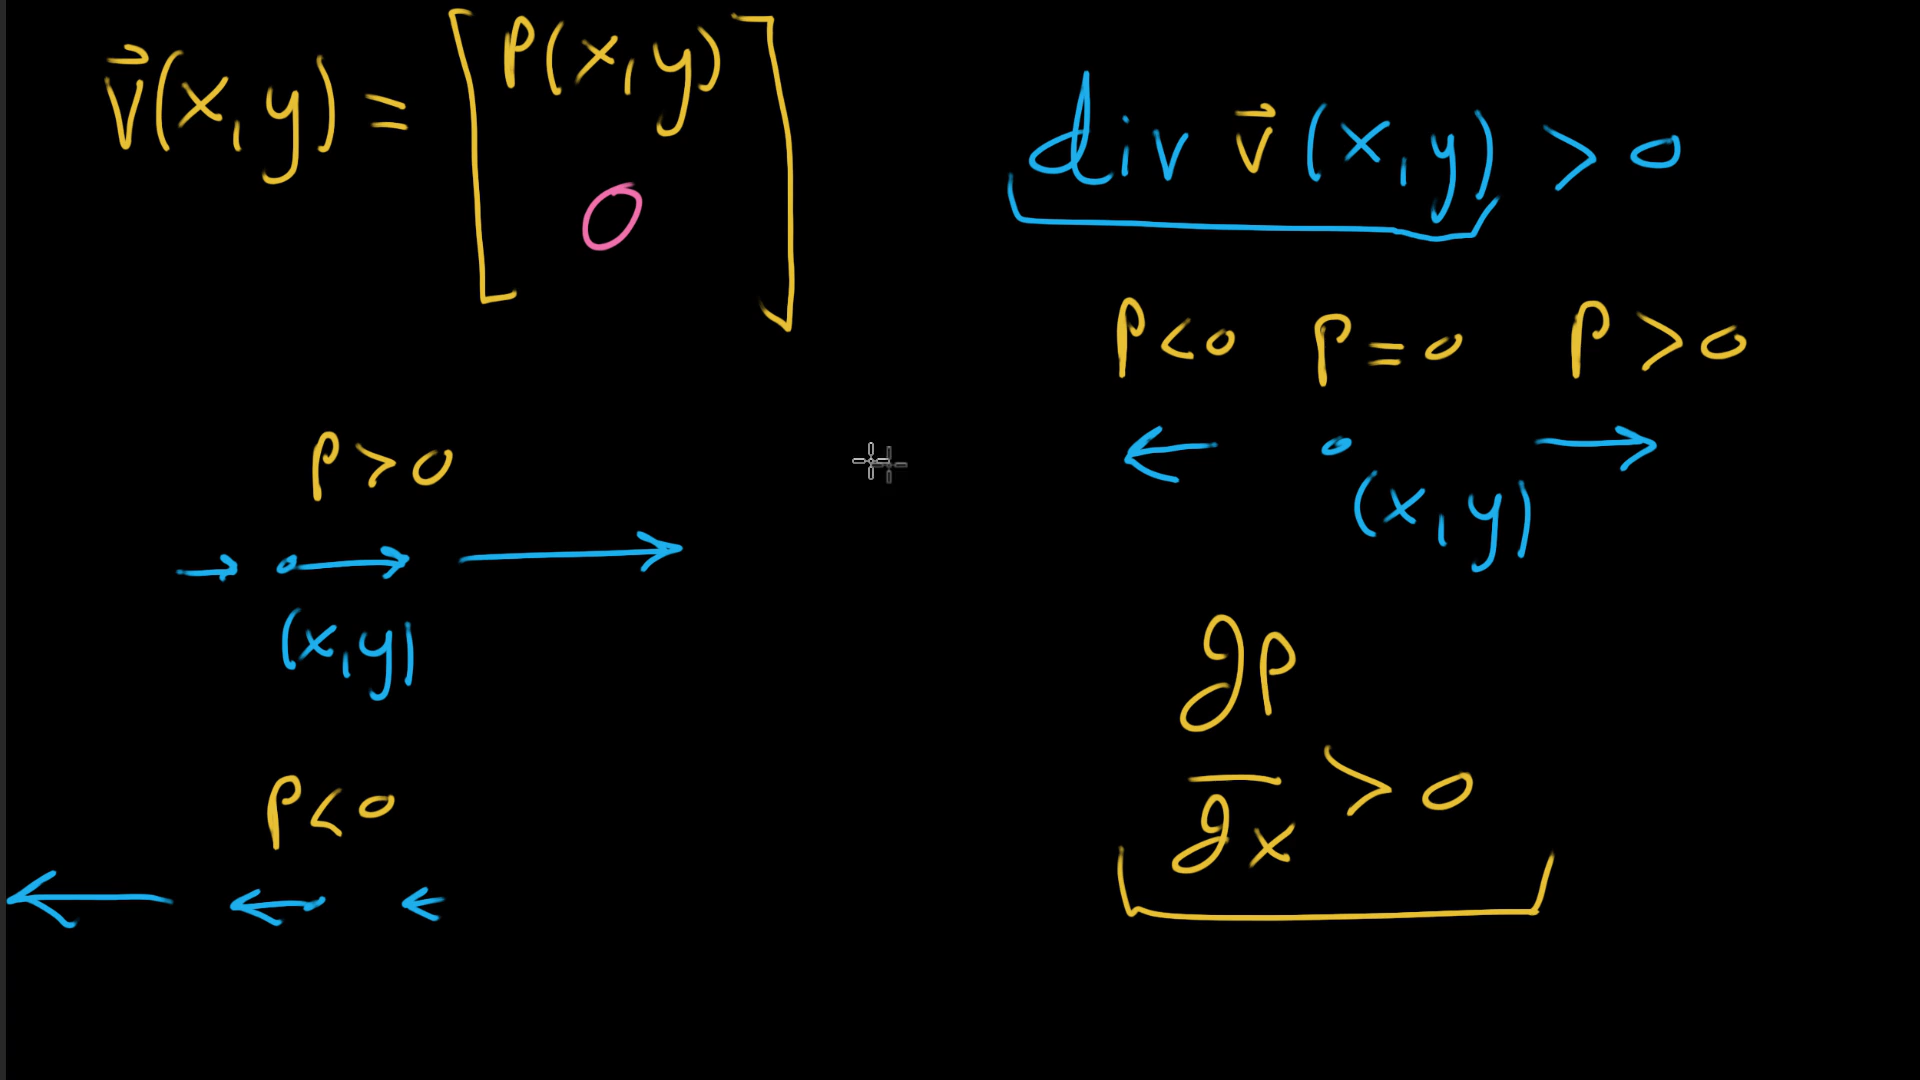 v⃗(x,y) = [P(x,y)
0]
div v⃗ (x,y) > 0
P<0 P=0 P>0
(x,y)
P>0
(x,y)
P<0
∂P
∂x > 0